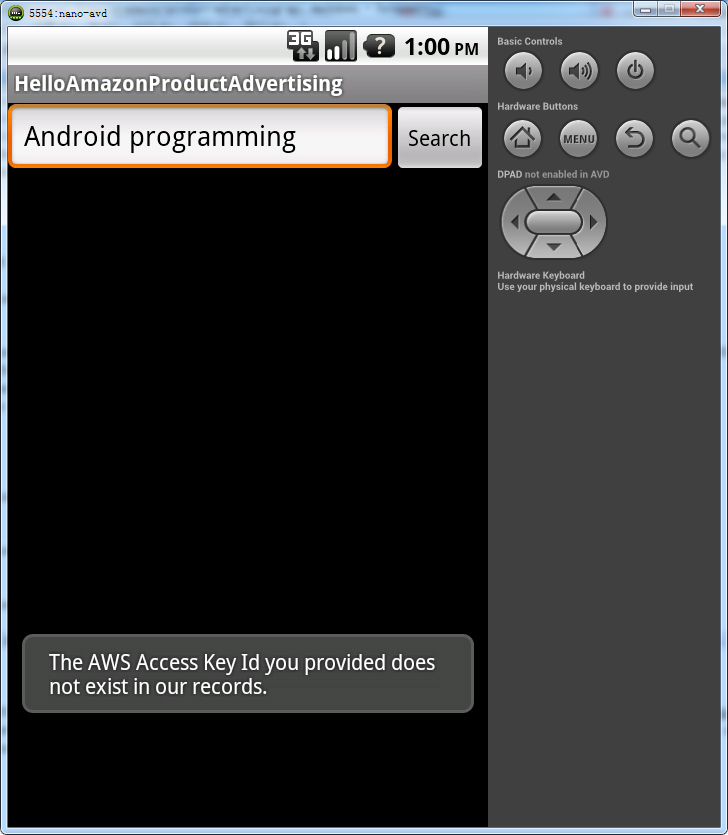 5554:nano-avd
3G
? 1:00 PM
HelloAmazonProductAdvertising
Android programming
Search
The AWS Access Key Id you provided does
not exist in our records.
Basic Controls
Hardware Buttons
MENU
DPAD not enabled in AVD
Hardware Keyboard
Use your physical keyboard to provide input